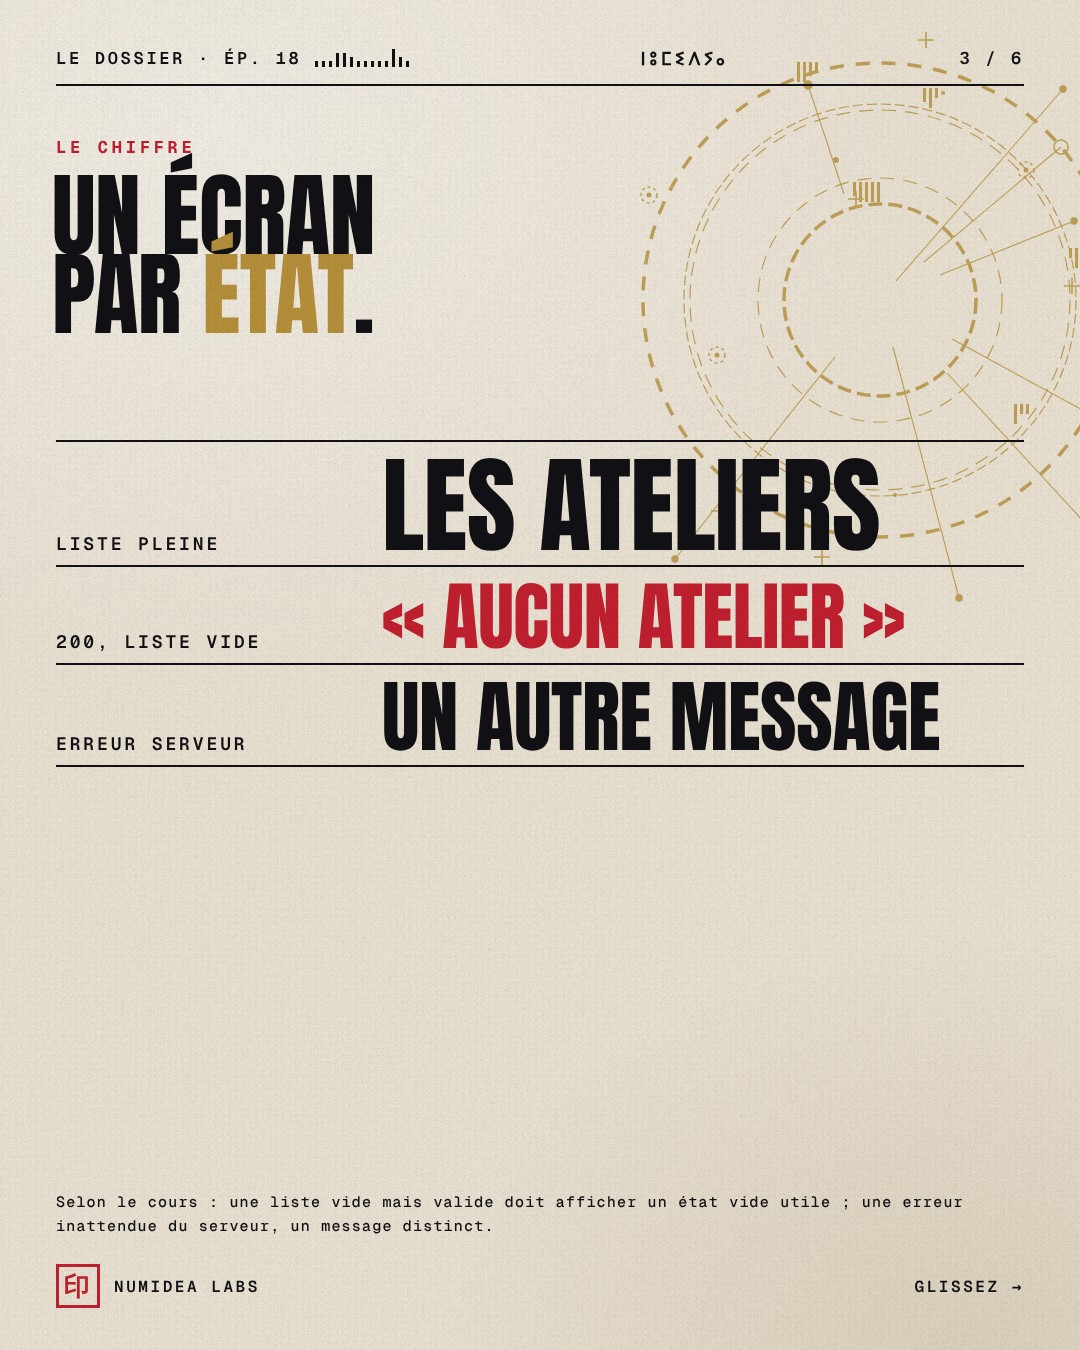 LE DOSSIER · ÉP. 18
ⵏⵓⵎⵉⴷⵢⴰ
3 / 6
LE CHIFFRE
UN ÉCRAN
PAR ÉTAT.
LISTE PLEINE
LES ATELIERS
200, LISTE VIDE
« AUCUN ATELIER »
ERREUR SERVEUR
UN AUTRE MESSAGE
Selon le cours : une liste vide mais valide doit afficher un état vide utile ; une erreur
inattendue du serveur, un message distinct.
印
NUMIDEA LABS
GLISSEZ →